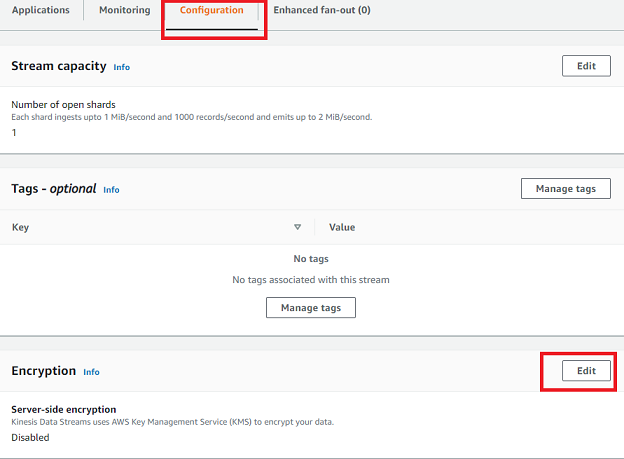 Applications Monitoring Configuration Enhanced fan-out (0)
Stream capacity Info Edit
Number of open shards
Each shard ingests upto 1 MiB/second and 1000 records/second and emits up to 2 MiB/second.
1
Tags - optional Info Manage tags
Key Value
No tags
No tags associated with this stream
Manage tags
Encryption Info Edit
Server-side encryption
Kinesis Data Streams uses AWS Key Management Service (KMS) to encrypt your data.
Disabled